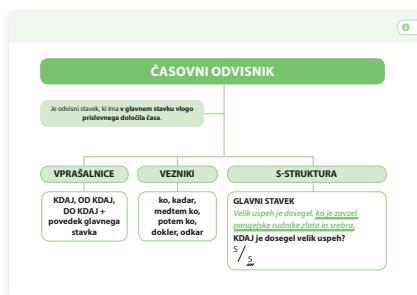 ČASOVNI ODVISNIK
Je odvisni stavek, ki ima v glavnem stavku vlogo
prislovnega določila časa.
VPRAŠALNICE
KDAJ, OD KDAJ,
DO KDAJ +
povedek glavnega
stavka
VEZNIKI
ko, kadar,
medtem ko,
potem ko,
dokler, odkar
S-STRUKTURA
GLAVNI STAVEK
Velik uspeh je dosegel, ko je zavzel
pangejske rudnike zlata in srebra.
KDAJ je dosegel velik uspeh?
S
/
S